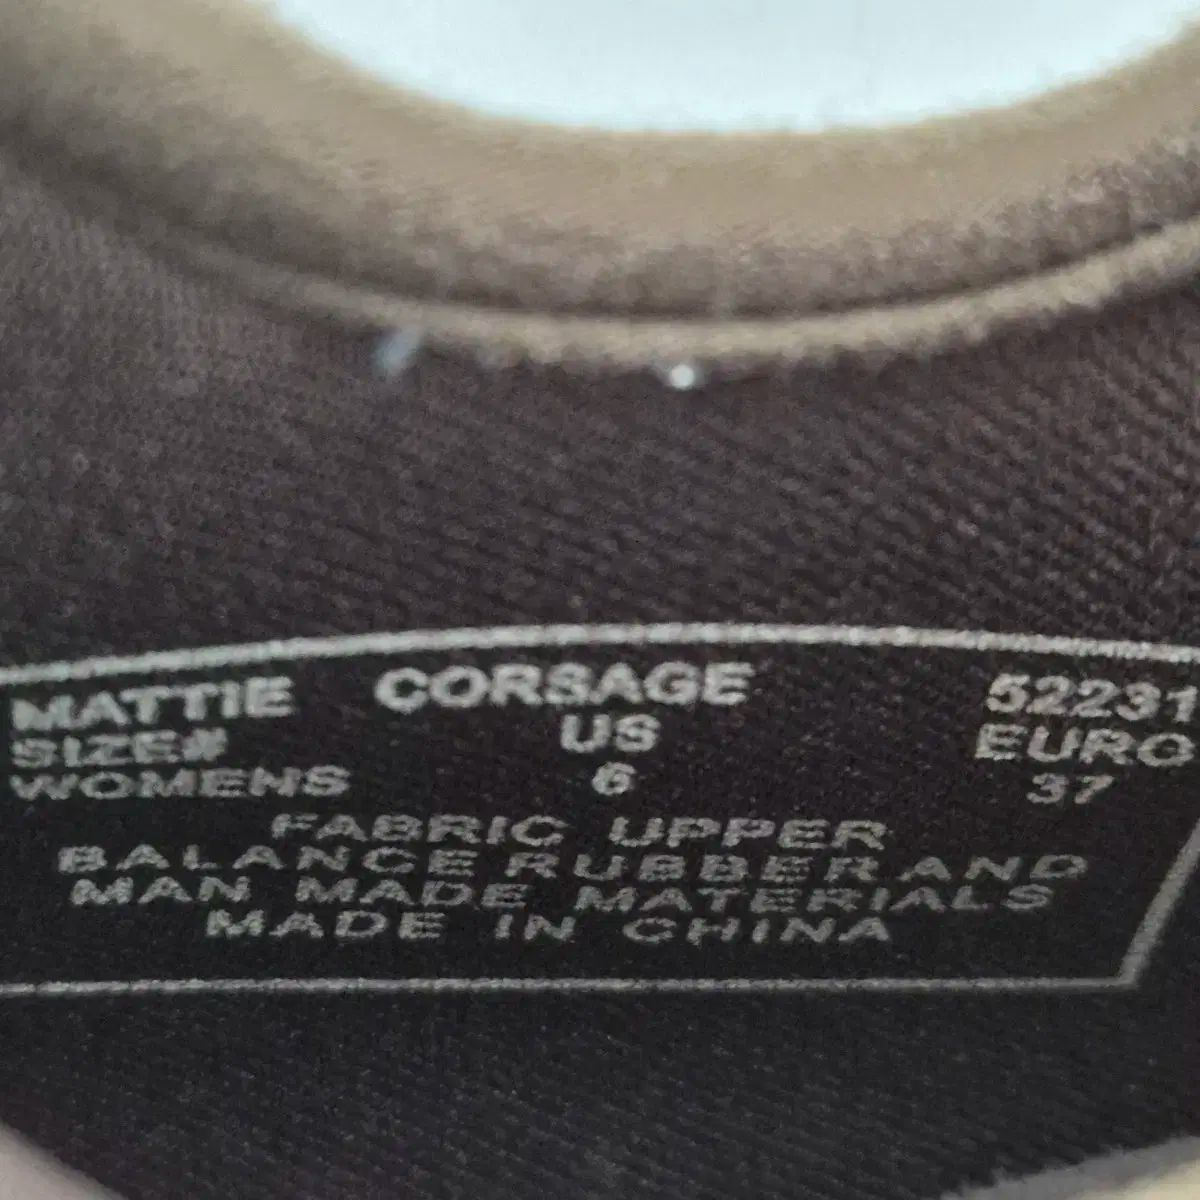 MATTIE CORSAGE 52231
SIZE# US EURO
WOMENS 6 37
FABRIC UPPER
BALANCE RUBBER AND
MAN MADE MATERIALS
MADE IN CHINA